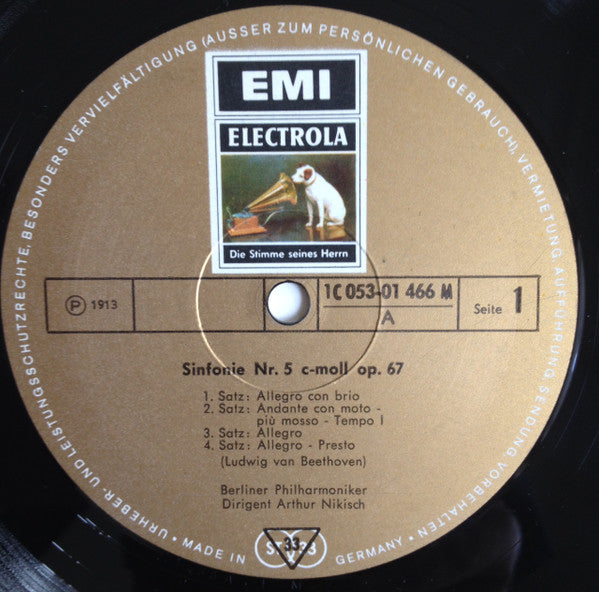 URHEBER UND LEISTUNGSSCHUTZRECHTE, BESONDERS VERVIELFÄLTIGUNG (AUSSER ZUM PERSÖNLICHEN GEBRAUCH), VERMIETUNG AUFFÜHRUNG, SENDUNG VORBEHALTEN
EMI
ELECTROLA
Die Stimme seines Herrn
℗ 1913
1C 053-01 466 M
A
Seite 1
Sinfonie Nr. 5 c-moll op. 67
1. Satz: Allegro con brio
2. Satz: Andante con moto -
più mosso - Tempo I
3. Satz: Allegro
4. Satz: Allegro - Presto
(Ludwig van Beethoven)
Berliner Philharmoniker
Dirigent Arthur Nikisch
• MADE IN GERMANY •
ST 33 33